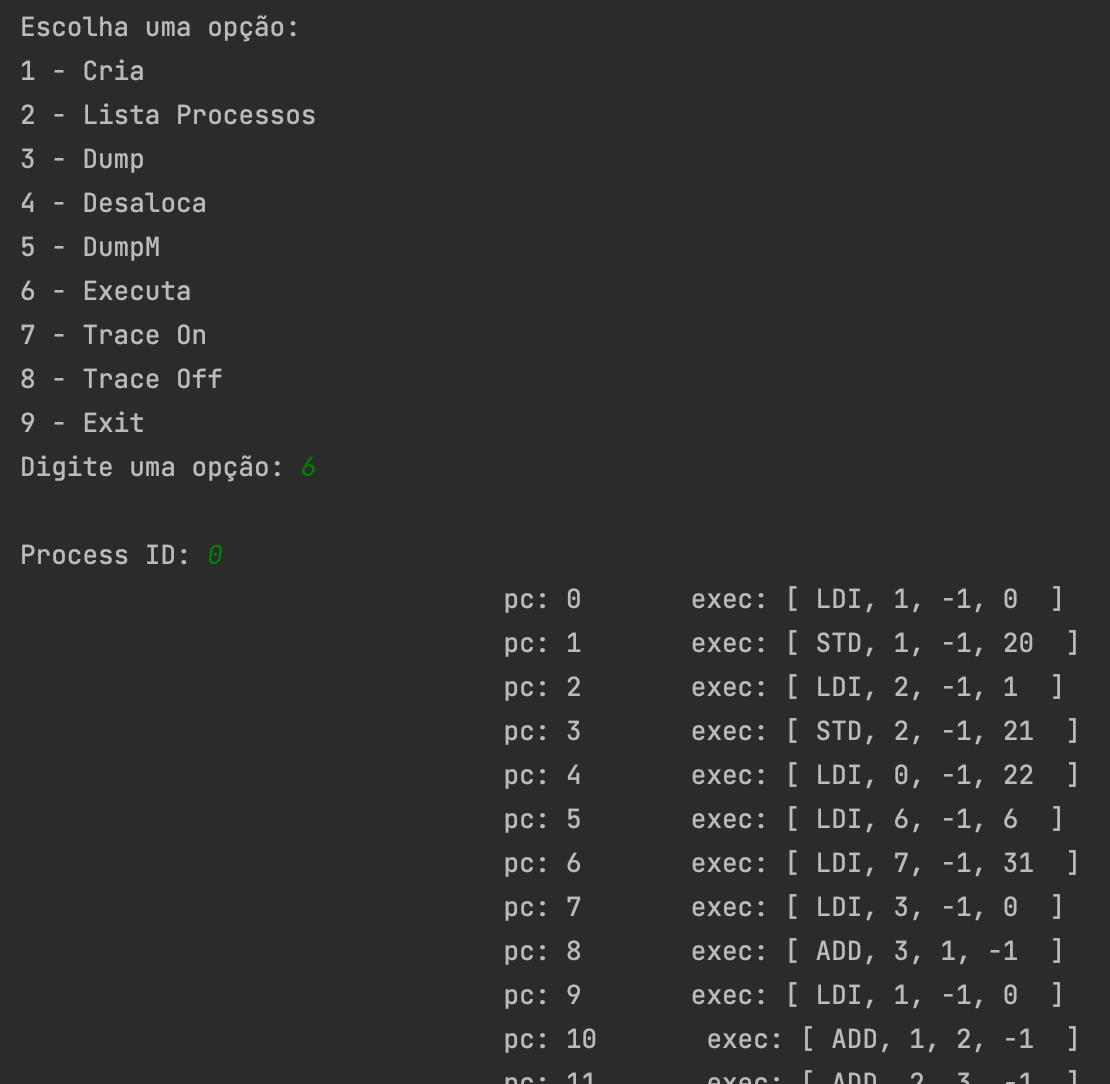 Escolha uma opção:
1 - Cria
2 - Lista Processos
3 - Dump
4 - Desaloca
5 - DumpM
6 - Executa
7 - Trace On
8 - Trace Off
9 - Exit
Digite uma opção: 6
Process ID: 0
pc: 0       exec: [ LDI, 1, -1, 0  ]
pc: 1       exec: [ STD, 1, -1, 20  ]
pc: 2       exec: [ LDI, 2, -1, 1  ]
pc: 3       exec: [ STD, 2, -1, 21  ]
pc: 4       exec: [ LDI, 0, -1, 22  ]
pc: 5       exec: [ LDI, 6, -1, 6  ]
pc: 6       exec: [ LDI, 7, -1, 31  ]
pc: 7       exec: [ LDI, 3, -1, 0  ]
pc: 8       exec: [ ADD, 3, 1, -1  ]
pc: 9       exec: [ LDI, 1, -1, 0  ]
pc: 10       exec: [ ADD, 1, 2, -1  ]
pc: 11       exec: [ ADD, 2, 3, -1  ]